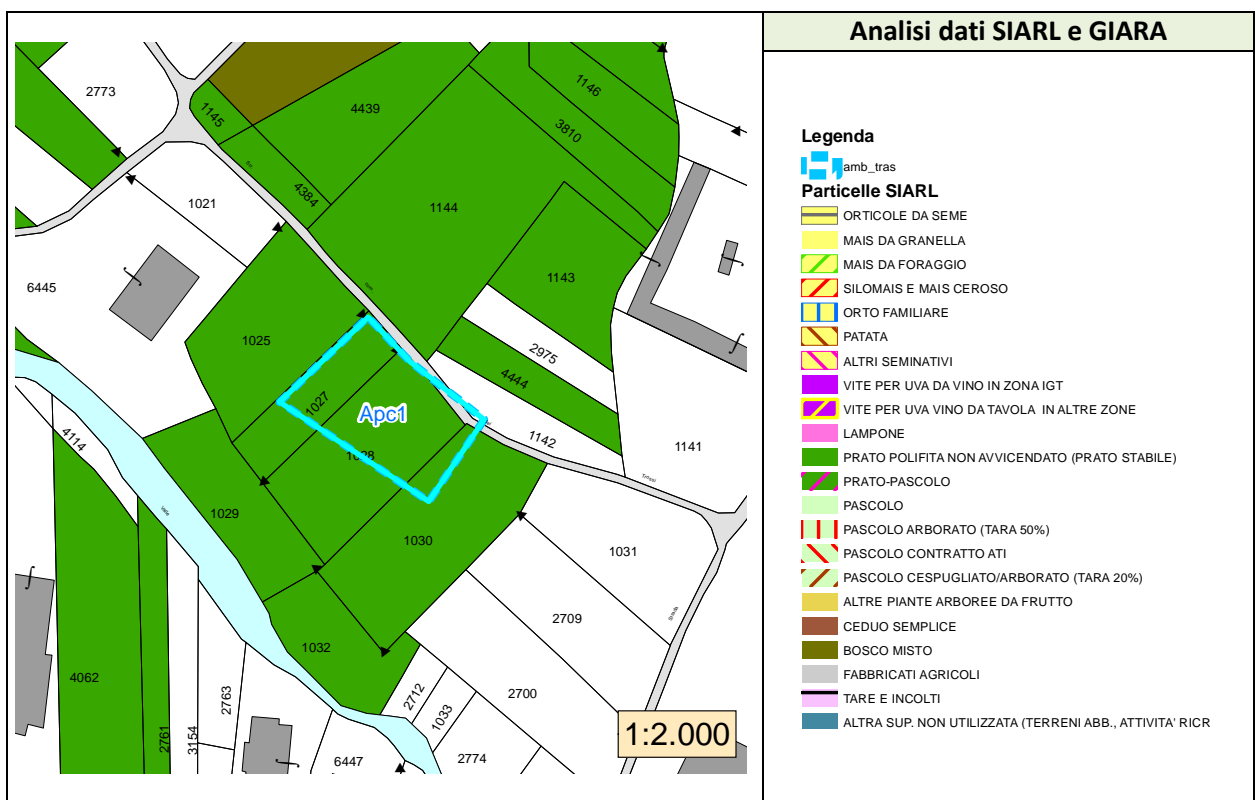 Analisi dati SIARL e GIARA
2773
1145
4439
1146
3810
4384
1021
1144
6445
1143
1025
2975
1027
Apc1
4444
1028
1142
1141
4114
1029
1030
1031
2709
1032
4062
2763
2712
2700
1033
2761
3154
6447
2774
1:2.000
Legenda
amb_tras
Particelle SIARL
ORTICOLE DA SEME
MAIS DA GRANELLA
MAIS DA FORAGGIO
SILOMAIS E MAIS CEROSO
ORTO FAMILIARE
PATATA
ALTRI SEMINATIVI
VITE PER UVA DA VINO IN ZONA IGT
VITE PER UVA VINO DA TAVOLA IN ALTRE ZONE
LAMPONE
PRATO POLIFITA NON AVVICENDATO (PRATO STABILE)
PRATO-PASCOLO
PASCOLO
PASCOLO ARBORATO (TARA 50%)
PASCOLO CONTRATTO ATI
PASCOLO CESPUGLIATO/ARBORATO (TARA 20%)
ALTRE PIANTE ARBOREE DA FRUTTO
CEDUO SEMPLICE
BOSCO MISTO
FABBRICATI AGRICOLI
TARE E INCOLTI
ALTRA SUP. NON UTILIZZATA (TERRENI ABB., ATTIVITA' RICR